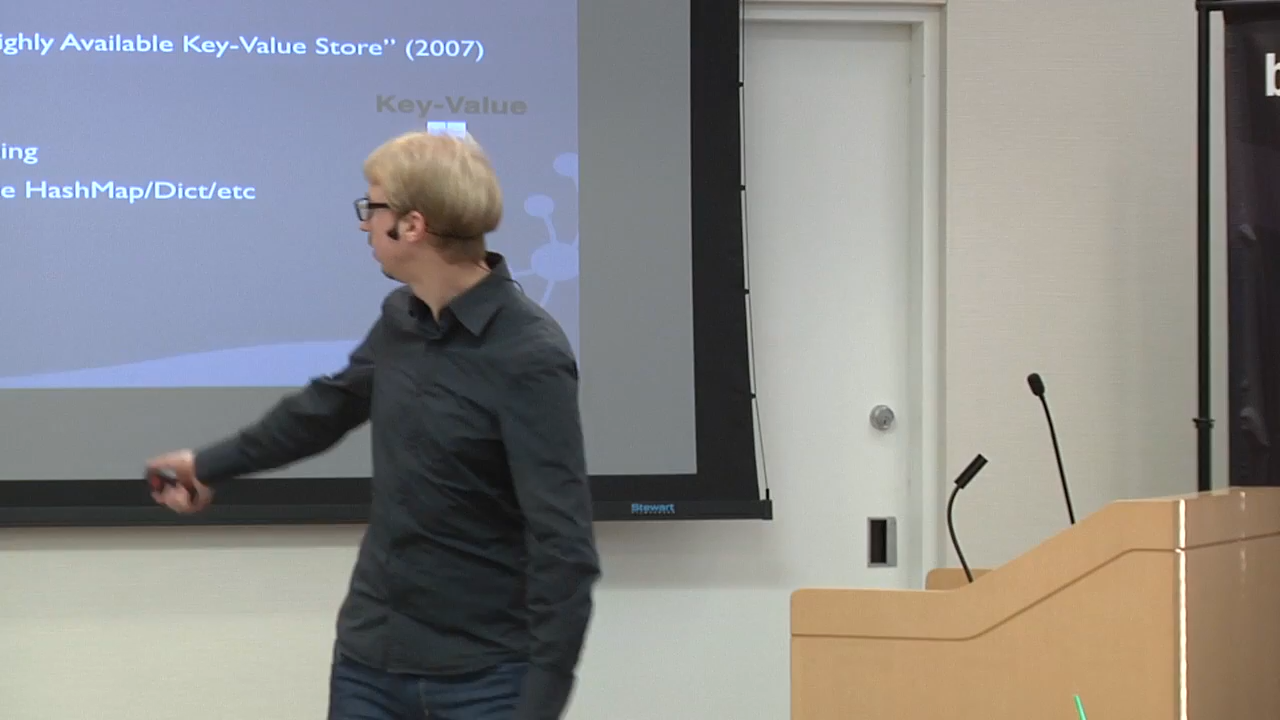 ighly Available Key-Value Store” (2007)
Key-Value
ing
e HashMap/Dict/etc
Stewart
b